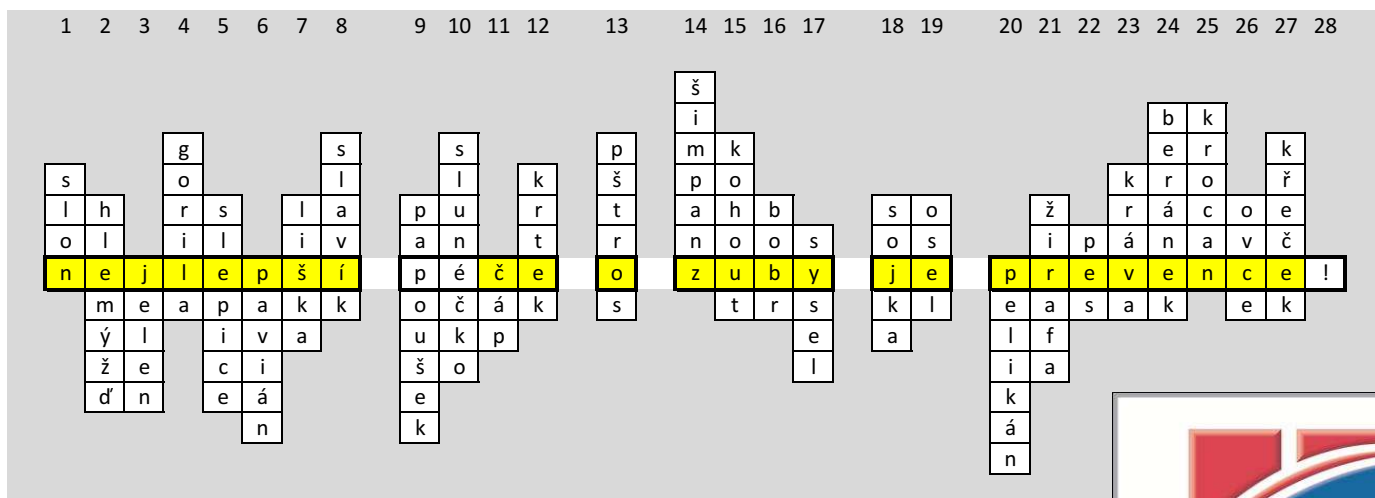 1 2 3 4 5 6 7 8 9 10 11 12 13 14 15 16 17 18 19 20 21 22 23 24 25 26 27 28
š
i b k
g s s p m k e r k
s o l l k š p o k r o ř
l h r s l a p u r t a h b s o ž r á c o e
o l i l i v a n t r n o o s o s i p á n a v č
n e j l e p š í p é č e o z u b y j e p r e v e n c e !
m e a p a k k o č á k s t r s k l e a s a k e k
ý l i v a u k p e a l f
ž e c i š o l i a
ď n e á e k
n k á
n